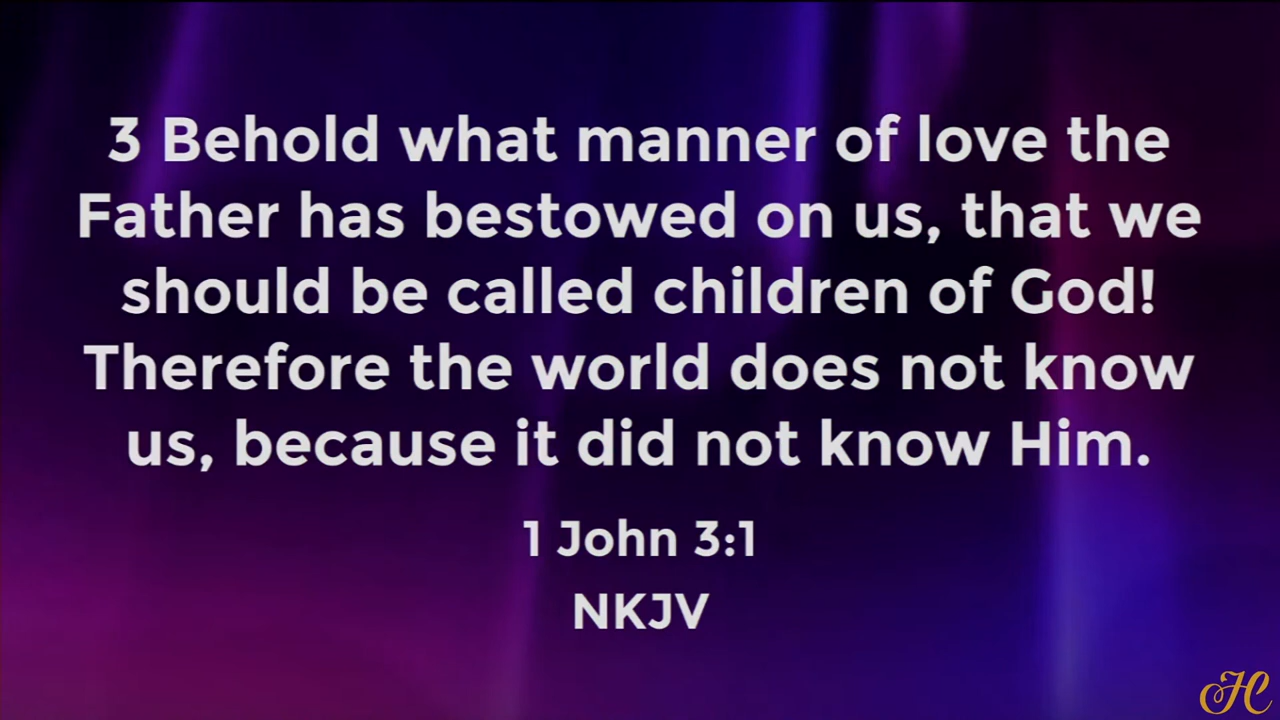 3 Behold what manner of love the
Father has bestowed on us, that we
should be called children of God!
Therefore the world does not know
us, because it did not know Him.
1 John 3:1
NKJV
HC